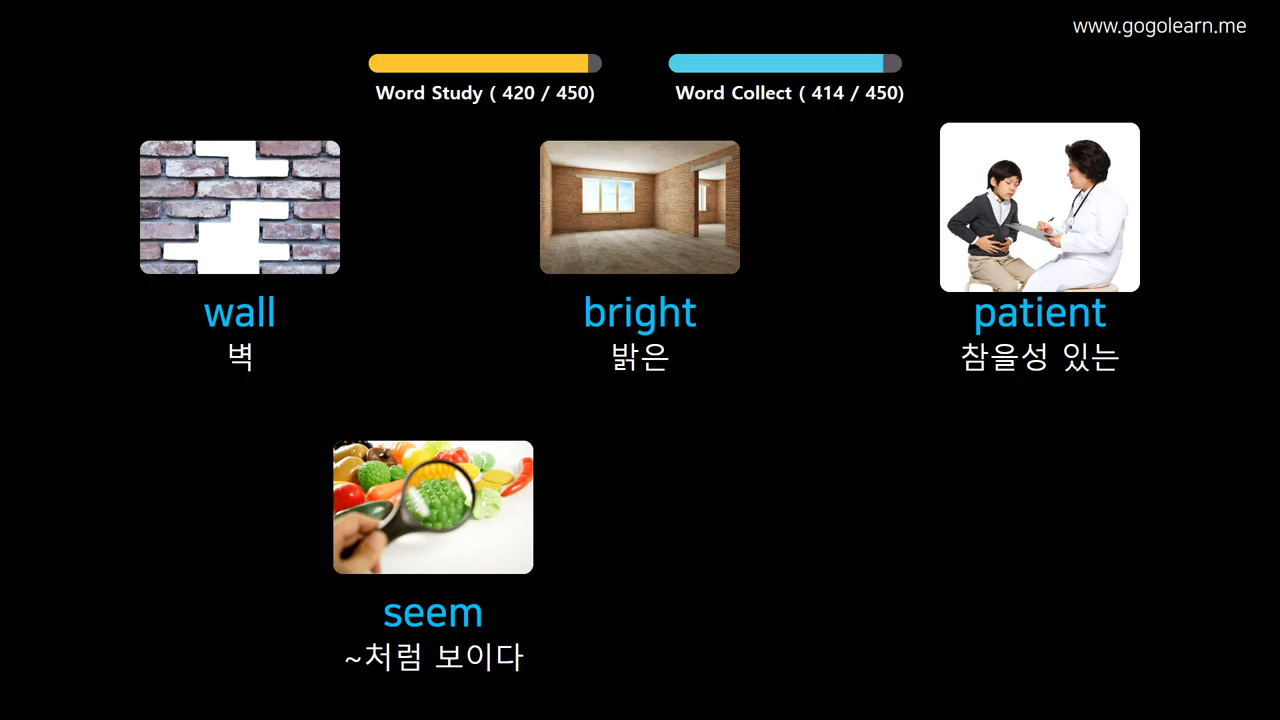 www.gogolearn.me
Word Study ( 420 / 450)
Word Collect ( 414 / 450)
wall
벽
bright
밝은
patient
참을성 있는
seem
~처럼 보이다